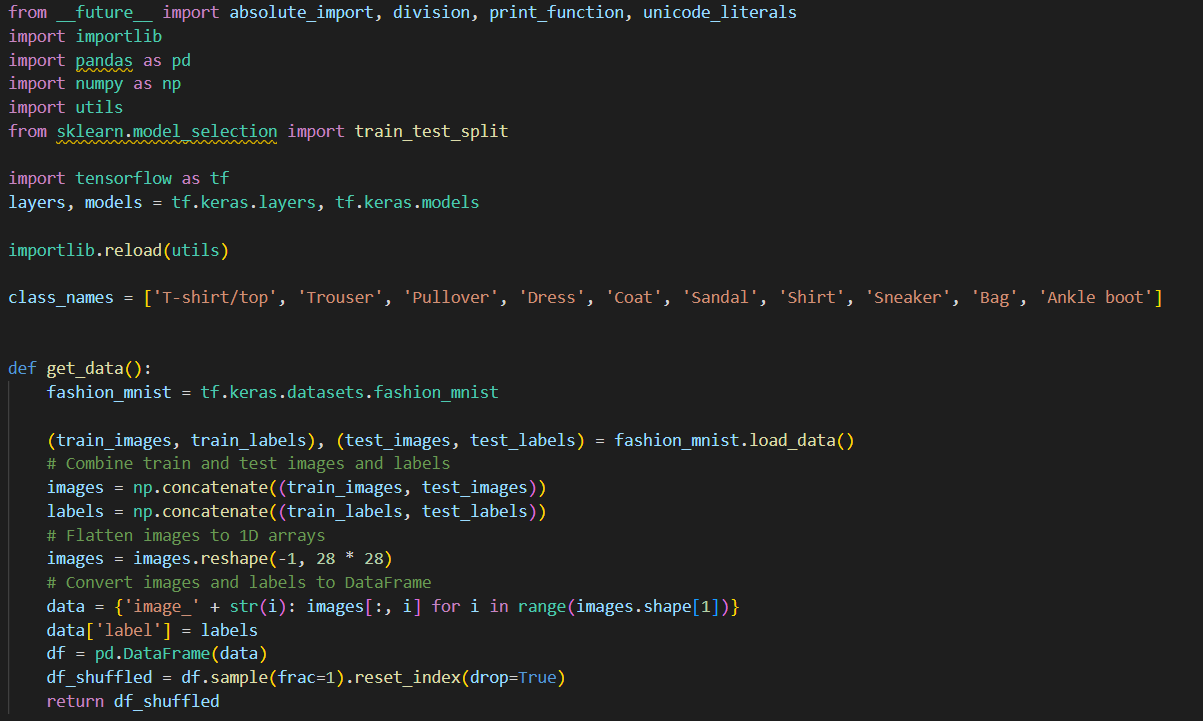 from __future__ import absolute_import, division, print_function, unicode_literals
import importlib
import pandas as pd
import numpy as np
import utils
from sklearn.model_selection import train_test_split

import tensorflow as tf
layers, models = tf.keras.layers, tf.keras.models

importlib.reload(utils)

class_names = ['T-shirt/top', 'Trouser', 'Pullover', 'Dress', 'Coat', 'Sandal', 'Shirt', 'Sneaker', 'Bag', 'Ankle boot']


def get_data():
    fashion_mnist = tf.keras.datasets.fashion_mnist

    (train_images, train_labels), (test_images, test_labels) = fashion_mnist.load_data()
    # Combine train and test images and labels
    images = np.concatenate((train_images, test_images))
    labels = np.concatenate((train_labels, test_labels))
    # Flatten images to 1D arrays
    images = images.reshape(-1, 28 * 28)
    # Convert images and labels to DataFrame
    data = {'image_' + str(i): images[:, i] for i in range(images.shape[1])}
    data['label'] = labels
    df = pd.DataFrame(data)
    df_shuffled = df.sample(frac=1).reset_index(drop=True)
    return df_shuffled